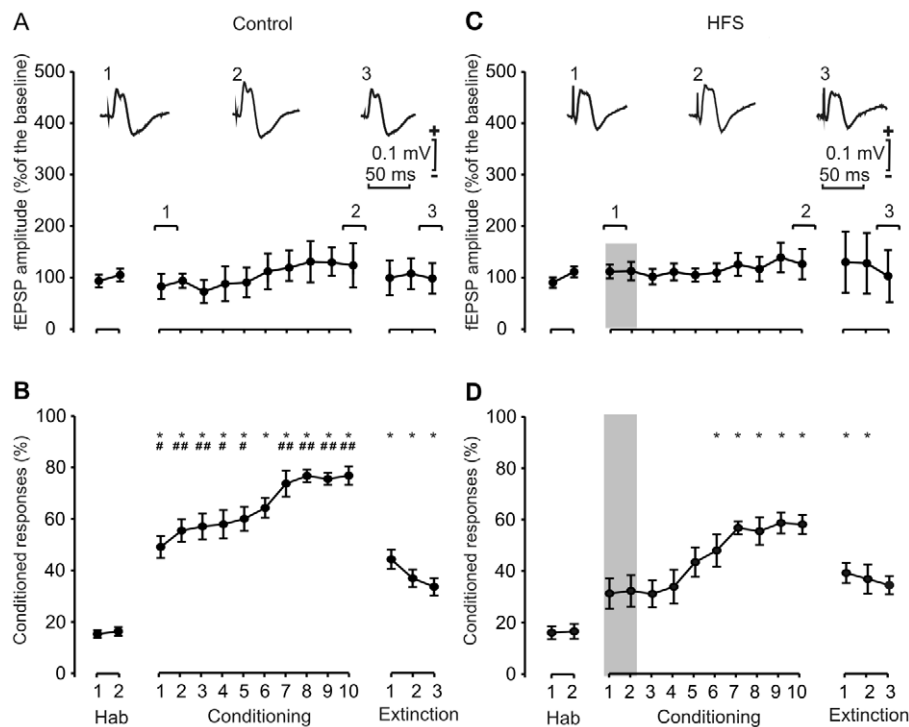 A
Control
fEPSP amplitude (%of the baseline)
500
400
300
200
100
0
1
2
3
+
0.1 mV
-
50 ms
1
2
3
C
HFS
fEPSP amplitude (%of the baseline)
500
400
300
200
100
0
1
2
3
+
0.1 mV
-
50 ms
1
2
3
B
Conditioned responses (%)
100
80
60
40
20
0
* * * * * * * * * *
# ## ## # # ## ## ## ##
* * *
1 2 1 2 3 4 5 6 7 8 9 10 1 2 3
Hab Conditioning Extinction
D
Conditioned responses (%)
100
80
60
40
20
0
* * * * * * *
1 2 1 2 3 4 5 6 7 8 9 10 1 2 3
Hab Conditioning Extinction